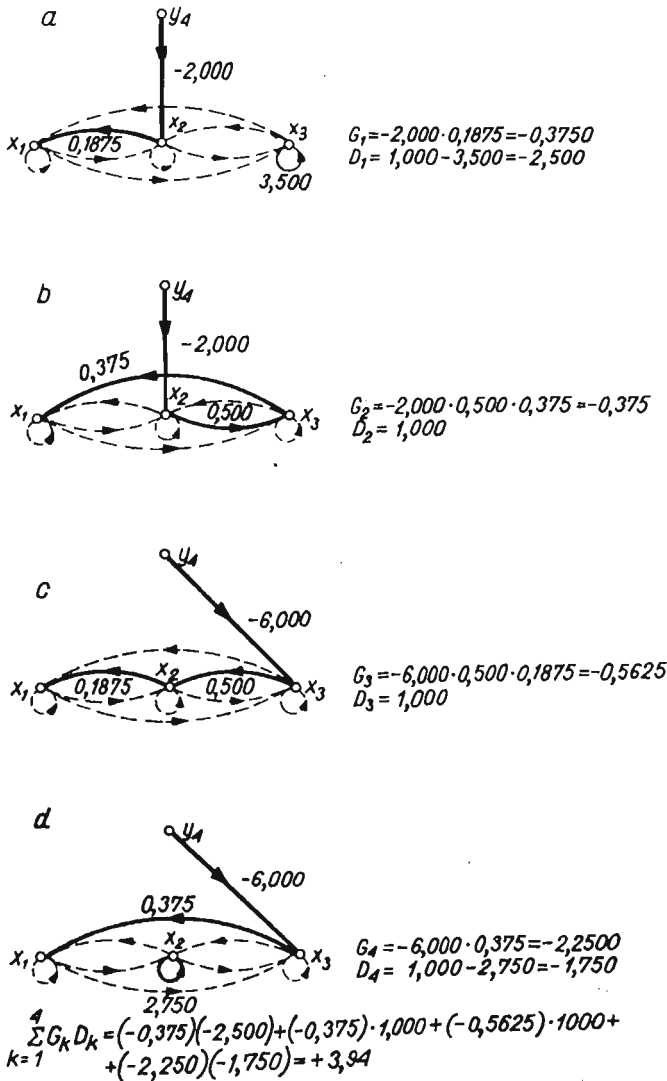 a
y4
-2,000
x1
0,1875
x2
x3
3,500
G1=-2,000·0,1875=-0,3750
D1= 1,000-3,500=-2,500
b
y4
-2,000
0,375
x1
x2
0,500
x3
G2=-2,000·0,500·0,375=-0,375
D2= 1,000
c
y4
-6,000
x1
0,1875
x2
0,500
x3
G3=-6,000·0,500·0,1875=-0,5625
D3= 1,000
d
y4
-6,000
0,375
x1
x2
x3
2,750
G4=-6,000·0,375=-2,2500
D4= 1,000-2,750=-1,750
4
ΣGkDk=(-0,375)(-2,500)+(-0,375)·1,000+(-0,5625)·1000+
k=1
+(-2,250)(-1,750)=+3,94